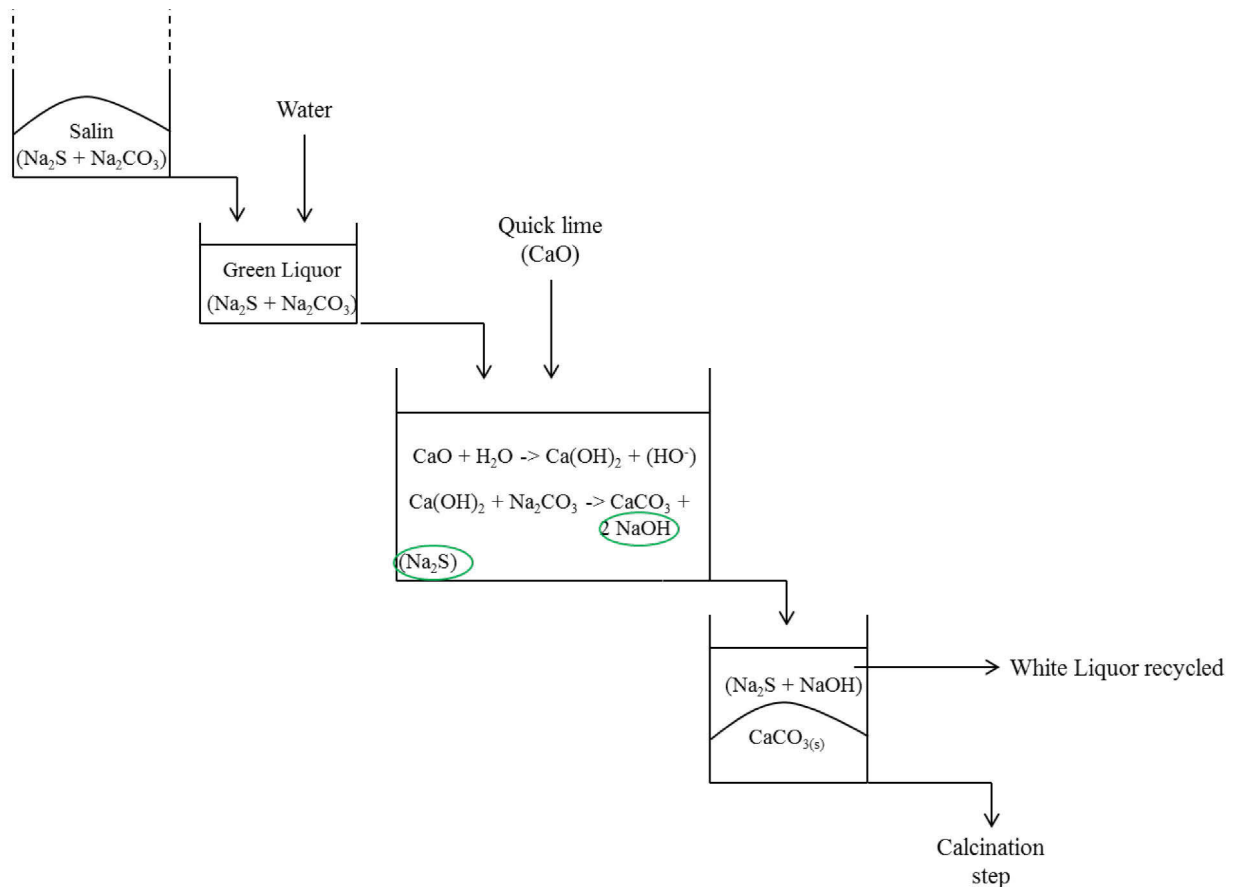 Salin
(Na₂S + Na₂CO₃)
Water
Green Liquor
(Na₂S + Na₂CO₃)
Quick lime
(CaO)
CaO + H₂O -> Ca(OH)₂ + (HO⁻)
Ca(OH)₂ + Na₂CO₃ -> CaCO₃ +
2 NaOH
(Na₂S)
(Na₂S + NaOH)
White Liquor recycled
CaCO₃₍ₛ₎
Calcination
step